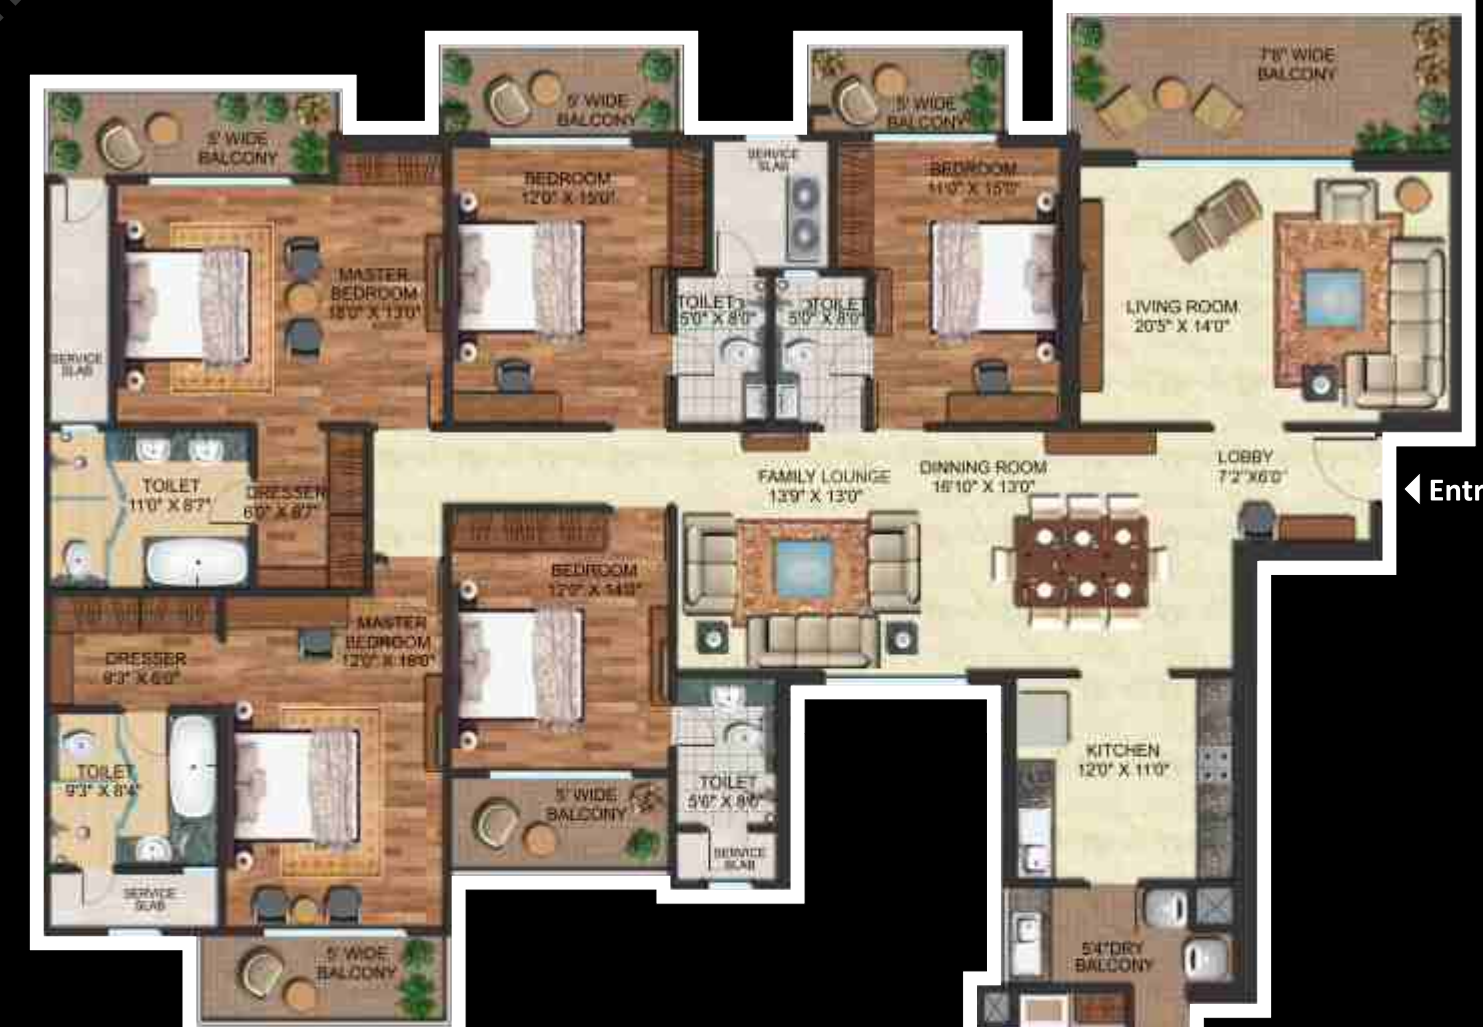 7'6" WIDE
BALCONY
5' WIDE
BALCONY
5' WIDE
BALCONY
5' WIDE
BALCONY
SERVICE
SLAB
BEDROOM
12'0" X 15'0"
BEDROOM
11'0" X 15'0"
MASTER
BEDROOM
18'0" X 13'0"
TOILET
5'0" X 8'0"
TOILET
5'0" X 8'0"
LIVING ROOM
20'5" X 14'0"
SERVICE
SLAB
TOILET
11'0" X 8'7"
DRESSER
6'0" X 8'7"
FAMILY LOUNGE
13'9" X 13'0"
DINNING ROOM
16'10" X 13'0"
LOBBY
7'2"X6'0"
Entr
BEDROOM
12'0" X 14'0"
MASTER
BEDROOM
12'0" X 18'0"
DRESSER
9'3" X 6'0"
TOILET
9'3" X 8'4"
5' WIDE
BALCONY
TOILET
5'6" X 8'0"
KITCHEN
12'0" X 11'0"
SERVICE
SLAB
SERVICE
SLAB
5'4"DRY
BALCONY
5' WIDE
BALCONY